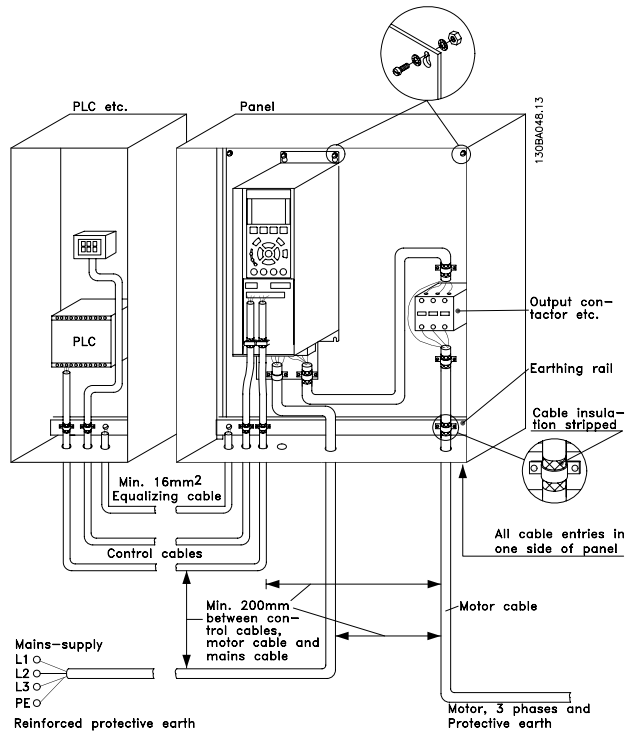 130BA048.13
PLC etc.
Panel
Output con-
tactor etc.
PLC
Earthing rail
Cable insula-
tion stripped
Min. 16mm2
Equalizing cable
All cable entries in
one side of panel
Control cables
Min. 200mm
between con-
trol cables,
motor cable and
mains cable
Motor cable
Mains-supply
L1
L2
L3
PE
Reinforced protective earth
Motor, 3 phases and
Protective earth